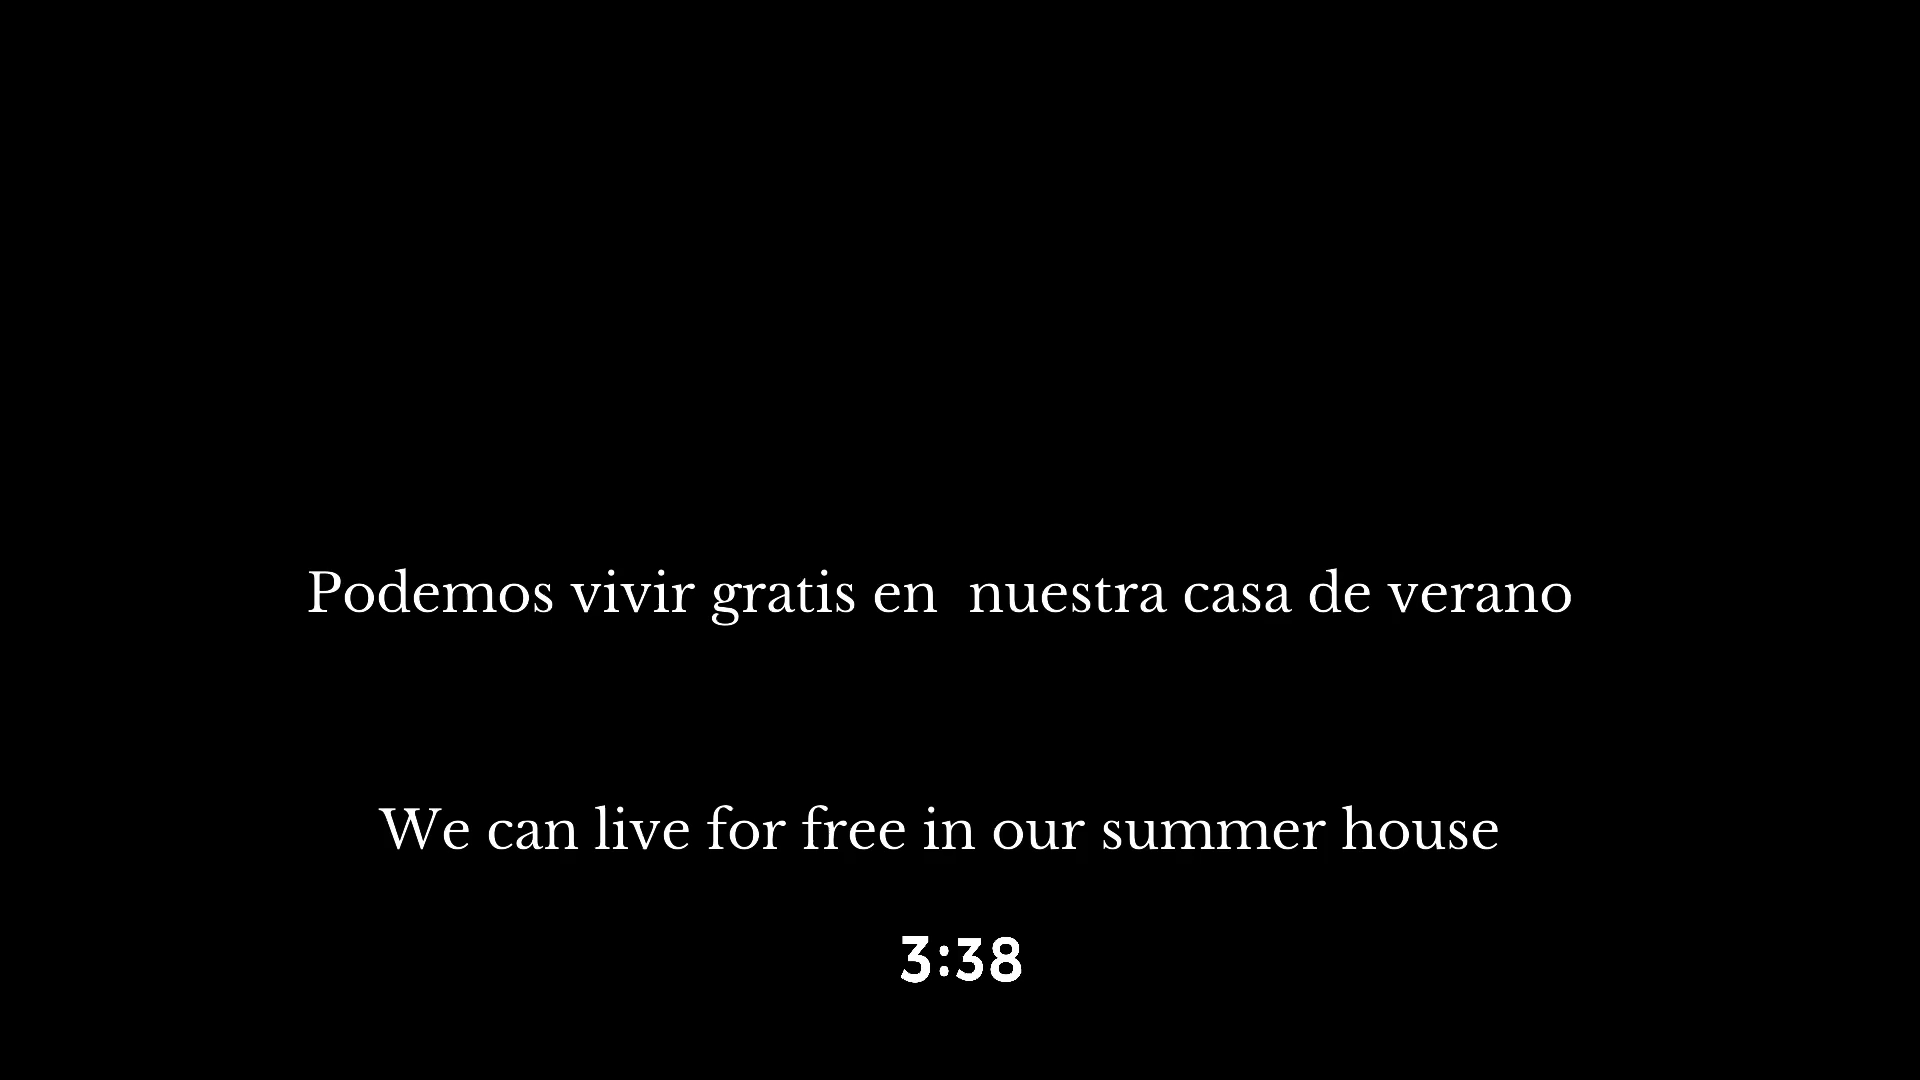 Podemos vivir gratis en  nuestra casa de verano
We can live for free in our summer house
3:38